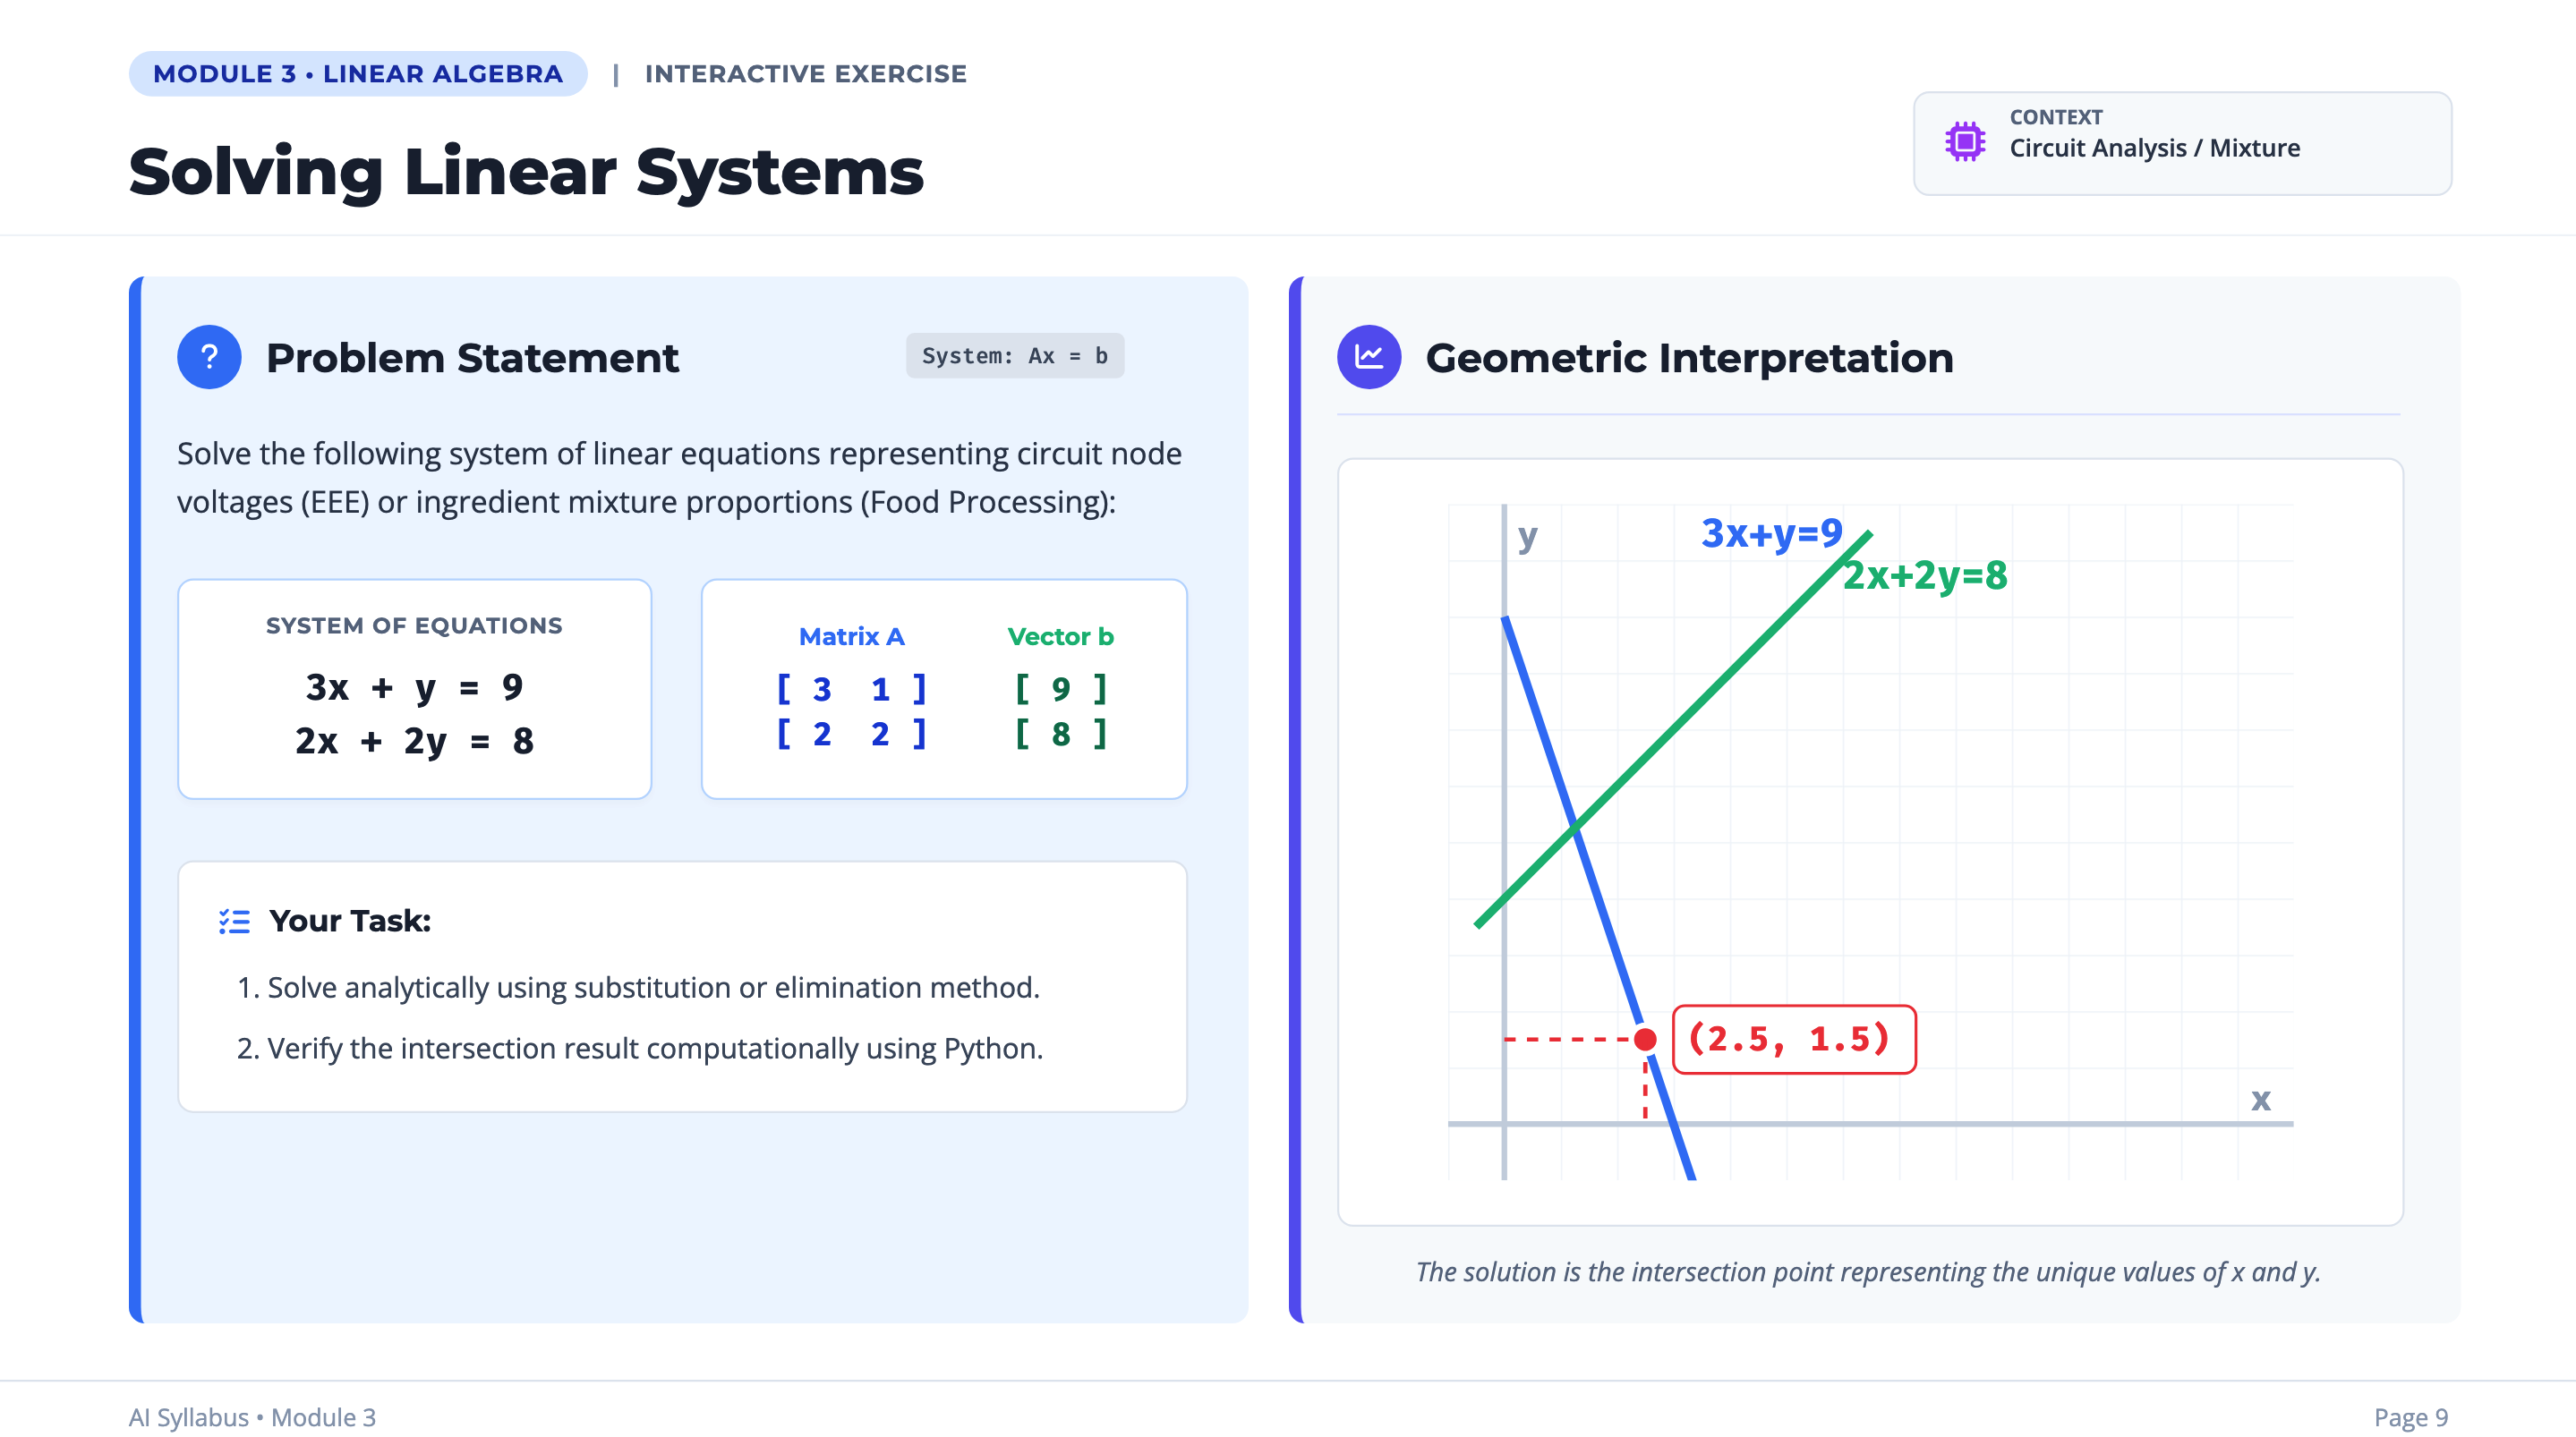 MODULE 3 • LINEAR ALGEBRA | INTERACTIVE EXERCISE
Solving Linear Systems
CONTEXT
Circuit Analysis / Mixture
?
Problem Statement
System: Ax = b
Solve the following system of linear equations representing circuit node
voltages (EEE) or ingredient mixture proportions (Food Processing):
SYSTEM OF EQUATIONS
3x + y = 9
2x + 2y = 8
Matrix A
[ 3 1 ]
[ 2 2 ]
Vector b
[ 9 ]
[ 8 ]
Your Task:
1. Solve analytically using substitution or elimination method.
2. Verify the intersection result computationally using Python.
Geometric Interpretation
y
3x+y=9
2x+2y=8
(2.5, 1.5)
x
The solution is the intersection point representing the unique values of x and y.
AI Syllabus • Module 3
Page 9